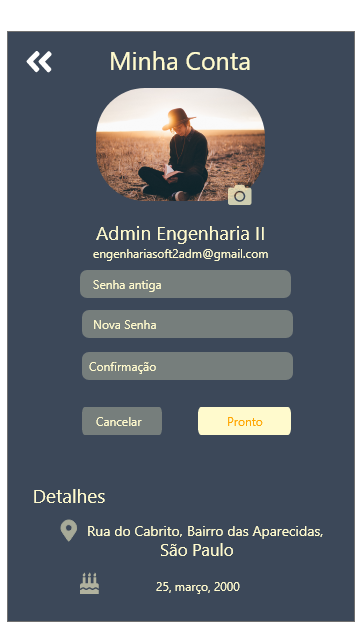 Minha Conta
Admin Engenharia II
engenhariasoft2adm@gmail.com
Senha antiga
Nova Senha
Confirmação
Cancelar
Pronto
Detalhes
Rua do Cabrito, Bairro das Aparecidas,
São Paulo
25, março, 2000